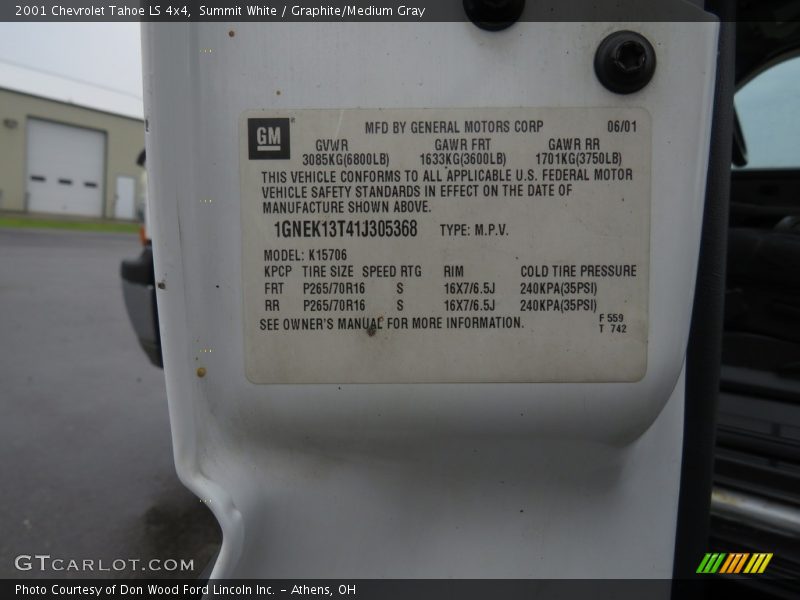 2001 Chevrolet Tahoe LS 4x4, Summit White / Graphite/Medium Gray
GM MFD BY GENERAL MOTORS CORP 06/01
GVWR GAWR FRT GAWR RR
3085KG(6800LB) 1633KG(3600LB) 1701KG(3750LB)
THIS VEHICLE CONFORMS TO ALL APPLICABLE U.S. FEDERAL MOTOR
VEHICLE SAFETY STANDARDS IN EFFECT ON THE DATE OF
MANUFACTURE SHOWN ABOVE.
1GNEK13T41J305368 TYPE: M.P.V.
MODEL: K15706
KPCP TIRE SIZE SPEED RTG RIM COLD TIRE PRESSURE
FRT P265/70R16 S 16X7/6.5J 240KPA(35PSI)
RR P265/70R16 S 16X7/6.5J 240KPA(35PSI)
SEE OWNER'S MANUAL FOR MORE INFORMATION.
F 559
T 742
GTCARLOT.COM
Photo Courtesy of Don Wood Ford Lincoln Inc. - Athens, OH